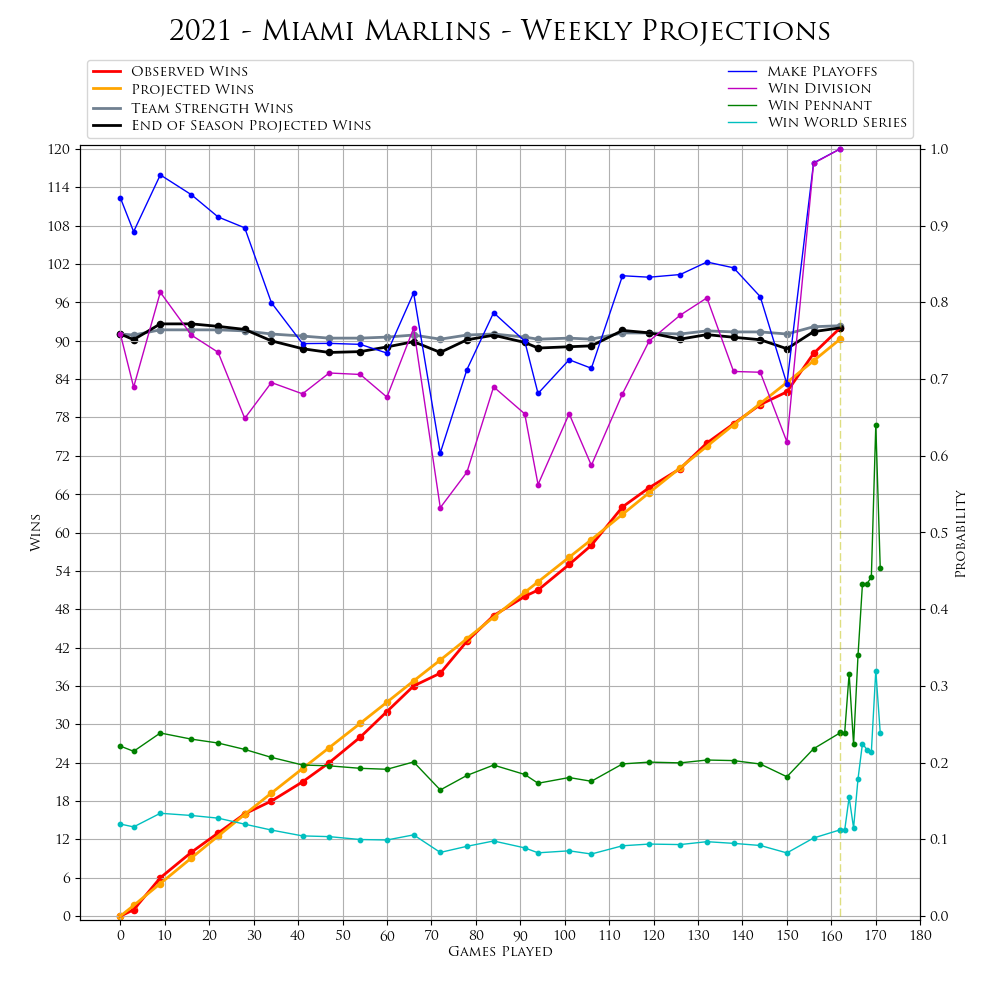 2021 - Miami Marlins - Weekly Projections
Observed Wins
Projected Wins
Team Strength Wins
End of Season Projected Wins
Make Playoffs
Win Division
Win Pennant
Win World Series
120
114
108
102
96
90
84
78
72
66
60
54
48
42
36
30
24
18
12
6
0
Wins
1.0
0.9
0.8
0.7
0.6
0.5
0.4
0.3
0.2
0.1
0.0
Probability
0 10 20 30 40 50 60 70 80 90 100 110 120 130 140 150 160 170 180
Games Played